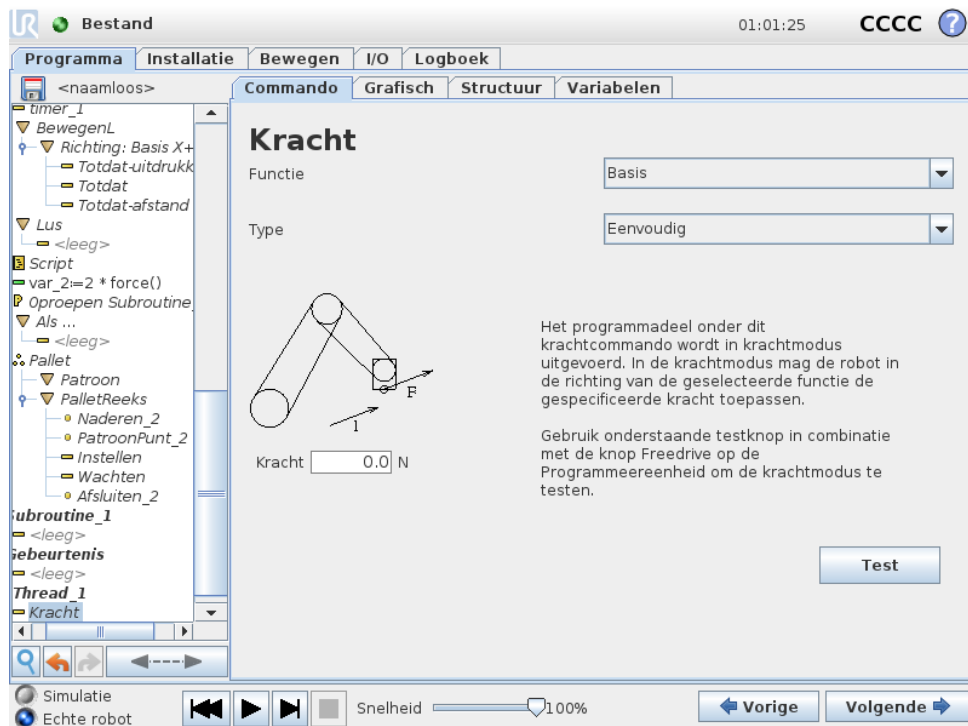 UR Bestand 01:01:25 CCCC ?
Programma Installatie Bewegen I/O Logboek
<naamloos>
Commando Grafisch Structuur Variabelen
timer_1
BewegenL
Richting: Basis X+
Totdat-uitdrukk
Totdat
Totdat-afstand
Lus
<leeg>
Script
var_2:=2 * force()
Oproepen Subroutine_
Als ...
<leeg>
Pallet
Patroon
PalletReeks
Naderen_2
PatroonPunt_2
Instellen
Wachten
Afsluiten_2
Subroutine_1
<leeg>
Gebeurtenis
<leeg>
Thread_1
Kracht
Kracht
Functie Basis
Type Eenvoudig
F
1
Kracht 0.0 N
Het programmadeel onder dit
krachtcommando wordt in krachtmodus
uitgevoerd. In de krachtmodus mag de robot in
de richting van de geselecteerde functie de
gespecificeerde kracht toepassen.
Gebruik onderstaande testknop in combinatie
met de knop Freedrive op de
Programmeereenheid om de krachtmodus te
testen.
Test
Simulatie
Echte robot
Snelheid 100%
Vorige Volgende